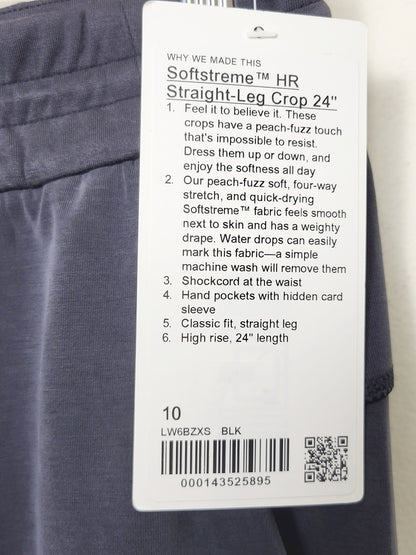 WHY WE MADE THIS
Softstreme™ HR
Straight-Leg Crop 24"
1. Feel it to believe it. These
crops have a peach-fuzz touch
that's impossible to resist.
Dress them up or down, and
enjoy the softness all day
2. Our peach-fuzz soft, four-way
stretch, and quick-drying
Softstreme™ fabric feels smooth
next to skin and has a weighty
drape. Water drops can easily
mark this fabric—a simple
machine wash will remove them
3. Shockcord at the waist
4. Hand pockets with hidden card
sleeve
5. Classic fit, straight leg
6. High rise, 24" length
10
LW6BZXS BLK
000143525895